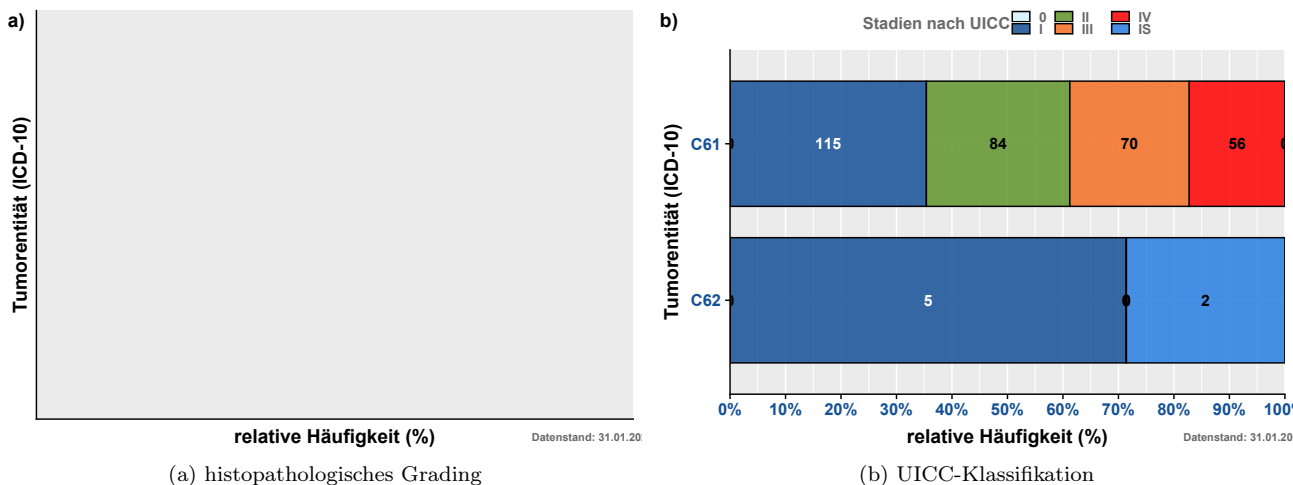 a)
Tumorentität (ICD-10)
relative Häufigkeit (%)
Datenstand: 31.01.20
(a) histopathologisches Grading
b)
Stadien nach UICC
0 II IV
I III IS
Tumorentität (ICD-10)
C61
0 115 84 70 56 0
C62
0 5 0 2
0% 10% 20% 30% 40% 50% 60% 70% 80% 90% 100%
relative Häufigkeit (%)
Datenstand: 31.01.20
(b) UICC-Klassifikation